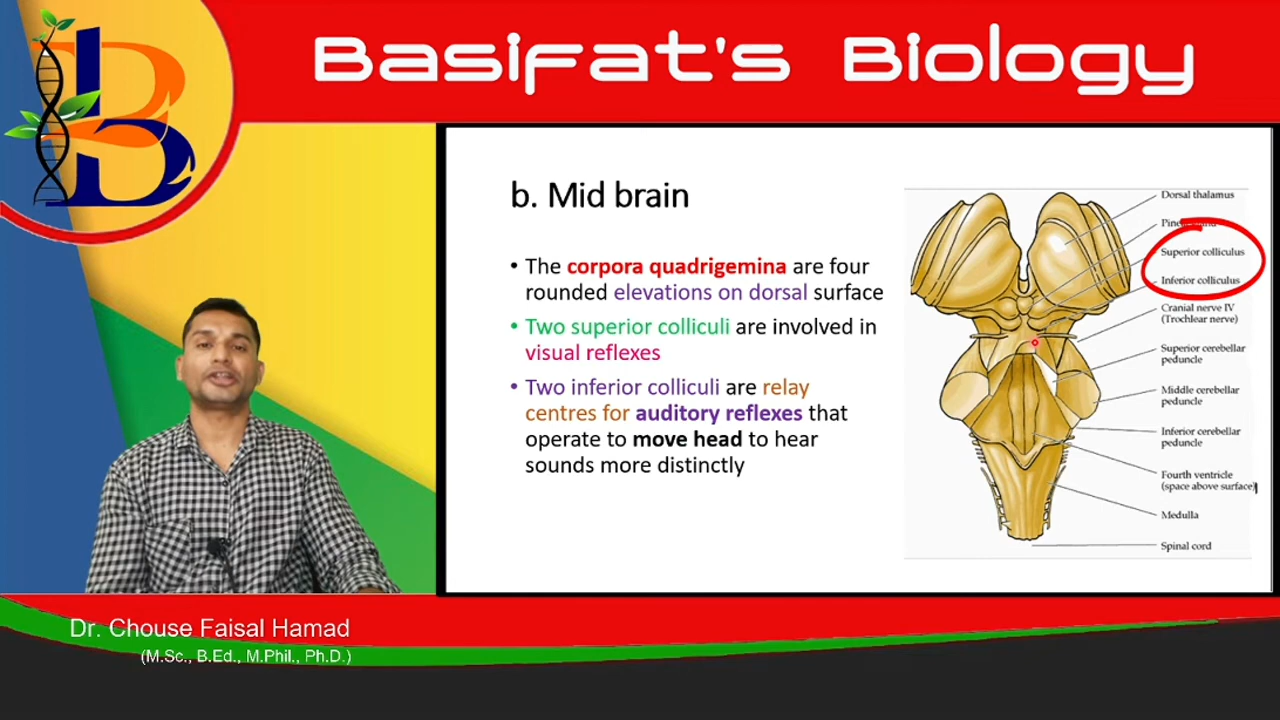 Basifat's Biology
b. Mid brain
• The corpora quadrigemina are four
rounded elevations on dorsal surface
• Two superior colliculi are involved in
visual reflexes
• Two inferior colliculi are relay
centres for auditory reflexes that
operate to move head to hear
sounds more distinctly
Dorsal thalamus
Superior colliculus
Inferior colliculus
Cranial nerve IV
(Trochlear nerve)
Superior cerebellar
peduncle
Middle cerebellar
peduncle
Inferior cerebellar
peduncle
Fourth ventricle
(space above surface)
Medulla
Spinal cord
Dr. Chouse Faisal Hamad
(M.Sc., B.Ed., M.Phil., Ph.D.)